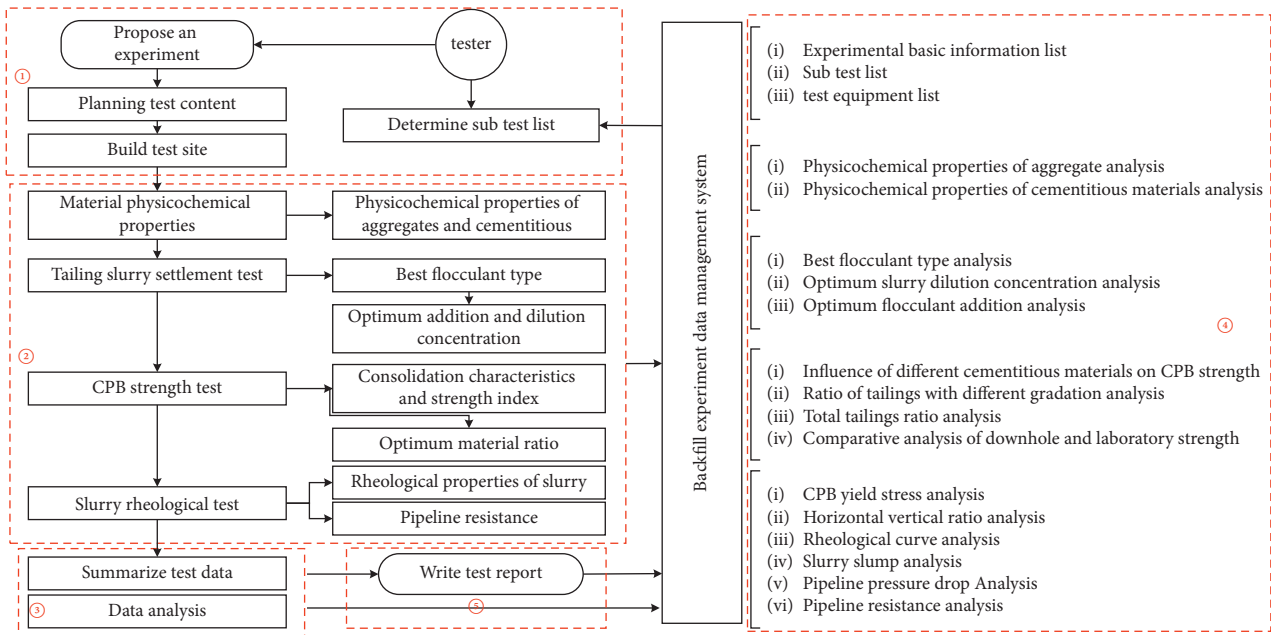 Propose an
experiment
tester
①
Planning test content
Determine sub test list
Build test site
Material physicochemical
properties
Physicochemical properties of
aggregates and cementitious
Tailing slurry settlement test
Best flocculant type
Optimum addition and dilution
concentration
②
CPB strength test
Consolidation characteristics
and strength index
Optimum material ratio
Slurry rheological test
Rheological properties of slurry
Pipeline resistance
Summarize test data
Write test report
③
Data analysis
⑤
Backfill experiment data management system
(i) Experimental basic information list
(ii) Sub test list
(iii) test equipment list
(i) Physicochemical properties of aggregate analysis
(ii) Physicochemical properties of cementitious materials analysis
(i) Best flocculant type analysis
(ii) Optimum slurry dilution concentration analysis
(iii) Optimum flocculant addition analysis
④
(i) Influence of different cementitious materials on CPB strength
(ii) Ratio of tailings with different gradation analysis
(iii) Total tailings ratio analysis
(iv) Comparative analysis of downhole and laboratory strength
(i) CPB yield stress analysis
(ii) Horizontal vertical ratio analysis
(iii) Rheological curve analysis
(iv) Slurry slump analysis
(v) Pipeline pressure drop Analysis
(vi) Pipeline resistance analysis